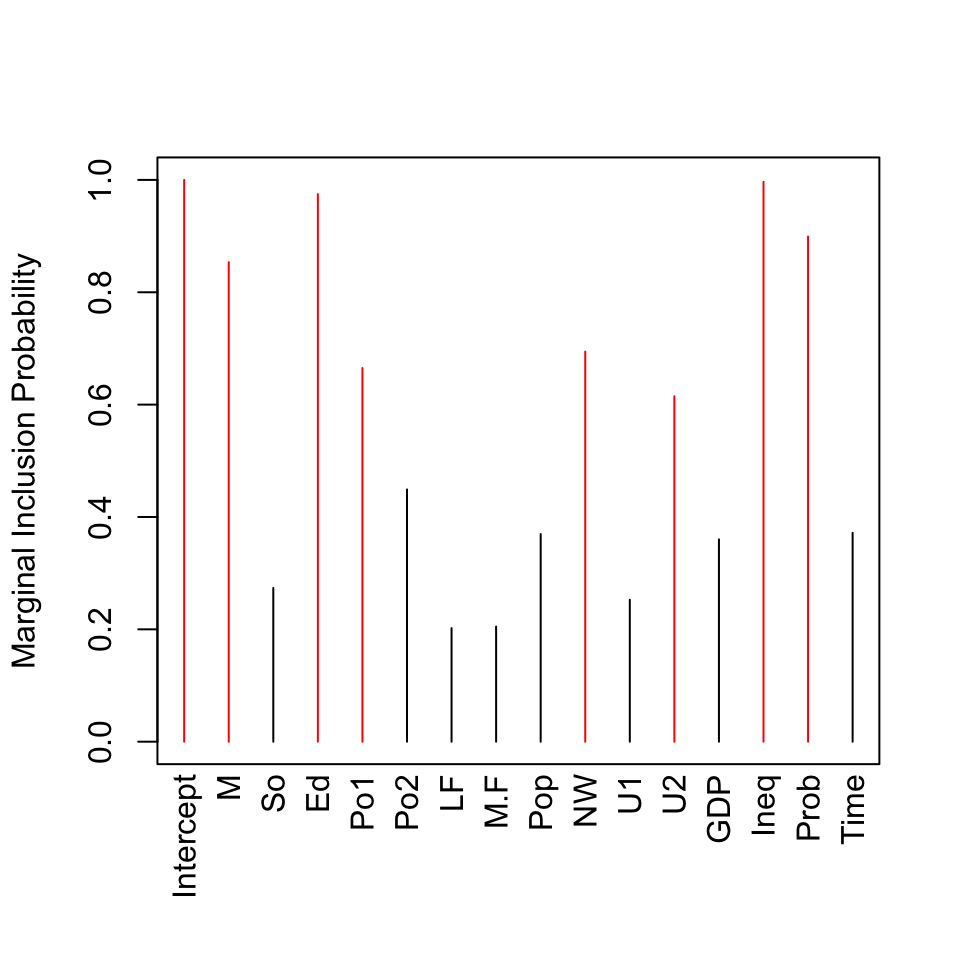 Marginal Inclusion Probability
1.0
0.8
0.6
0.4
0.2
0.0
Intercept
M
So
Ed
Po1
Po2
LF
M.F
Pop
NW
U1
U2
GDP
Ineq
Prob
Time